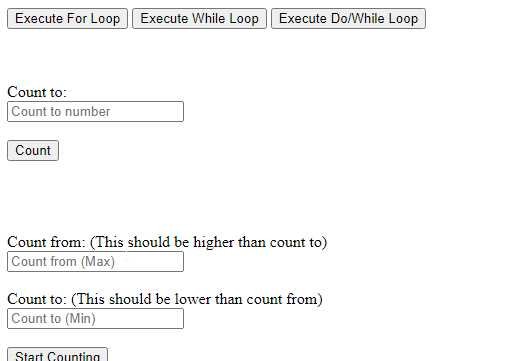 Execute For Loop Execute While Loop Execute Do/While Loop
Count to:
Count to number
Count
Count from: (This should be higher than count to)
Count from (Max)
Count to: (This should be lower than count from)
Count to (Min)
Start Counting